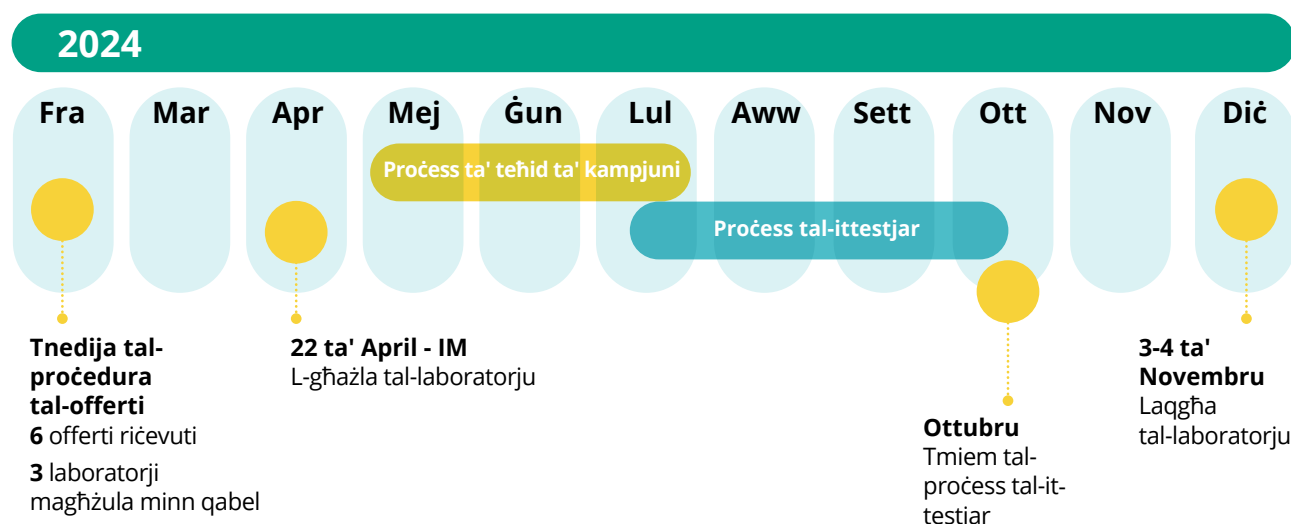 2024
Fra
Mar
Apr
Mej
Ġun
Lul
Aww
Sett
Ott
Nov
Diċ
Proċess ta' teħid ta' kampjuni
Proċess tal-ittestjar
Tnedija tal-
proċedura
tal-offerti
6 offerti riċevuti
3 laboratorji
magħżula minn qabel
22 ta' April - IM
L-għażla tal-laboratorju
Ottubru
Tmiem tal-
proċess tal-it-
testjar
3-4 ta'
Novembru
Laqgħa
tal-laboratorju